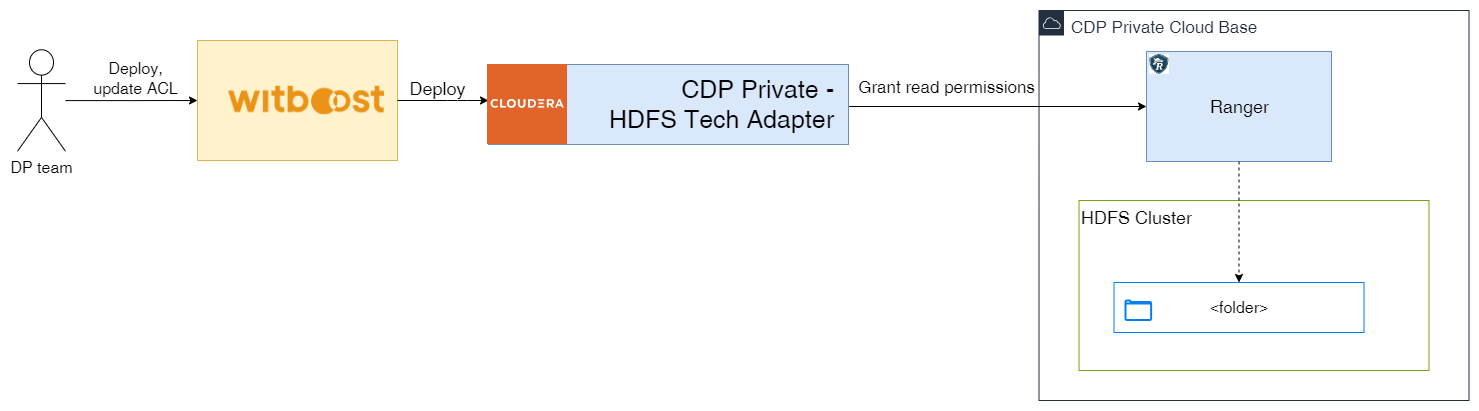 Deploy,
update ACL
DP team
witboost
Deploy
CLOUDERA
CDP Private -
HDFS Tech Adapter
Grant read permissions
CDP Private Cloud Base
R
Ranger
HDFS Cluster
<folder>